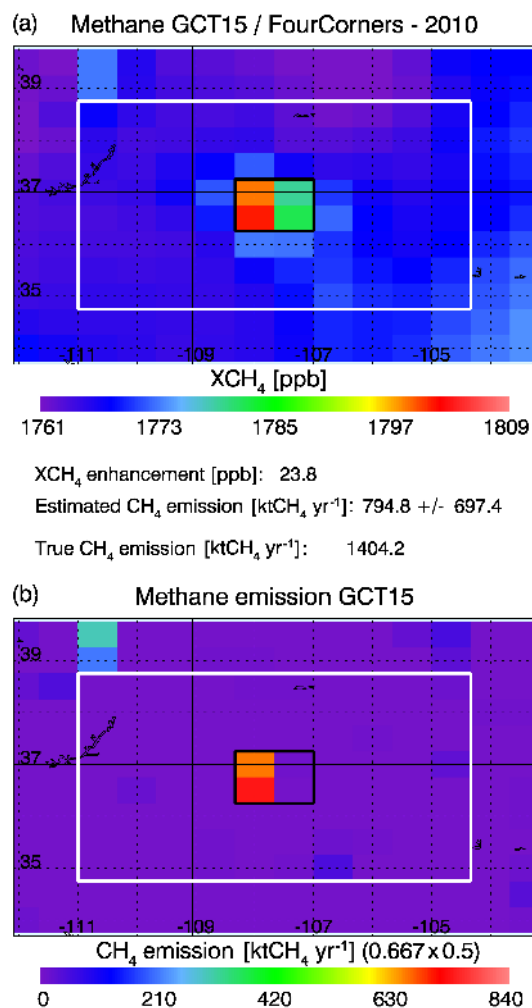 (a) Methane GCT15 / FourCorners - 2010
39
37
35
-111 -109 -107 -105
XCH₄ [ppb]
1761 1773 1785 1797 1809
XCH₄ enhancement [ppb]: 23.8
Estimated CH₄ emission [ktCH₄ yr⁻¹]: 794.8 +/- 697.4
True CH₄ emission [ktCH₄ yr⁻¹]: 1404.2
(b) Methane emission GCT15
39
37
35
-111 -109 -107 -105
CH₄ emission [ktCH₄ yr⁻¹] (0.667 x 0.5)
0 210 420 630 840